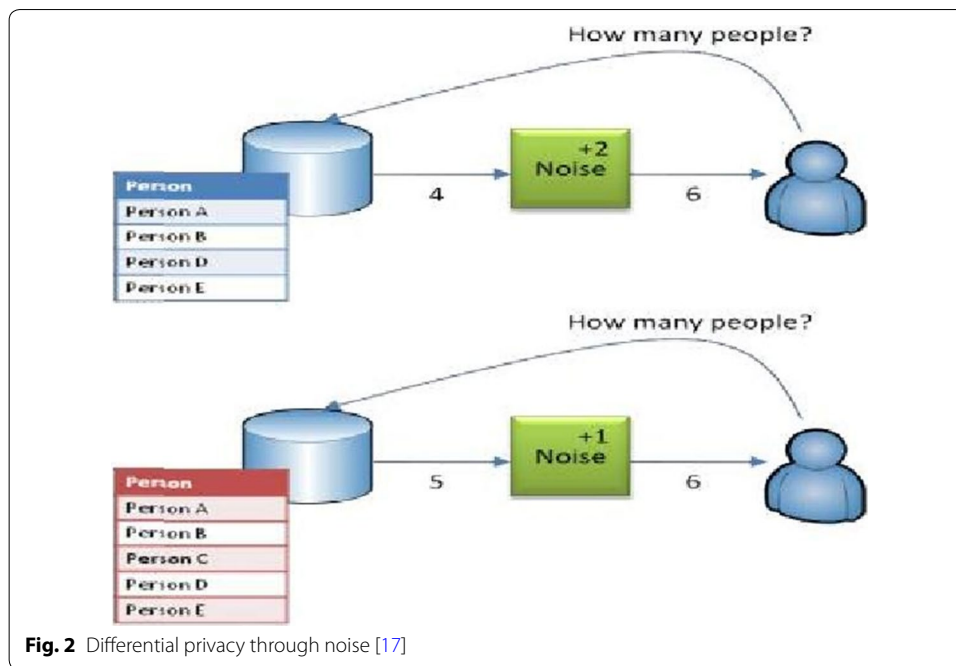 How many people?
+2
Noise
4
6
Person
Person A
Person B
Person D
Person E
How many people?
+1
Noise
5
6
Person
Person A
Person B
Person C
Person D
Person E
Fig. 2 Differential privacy through noise [17]